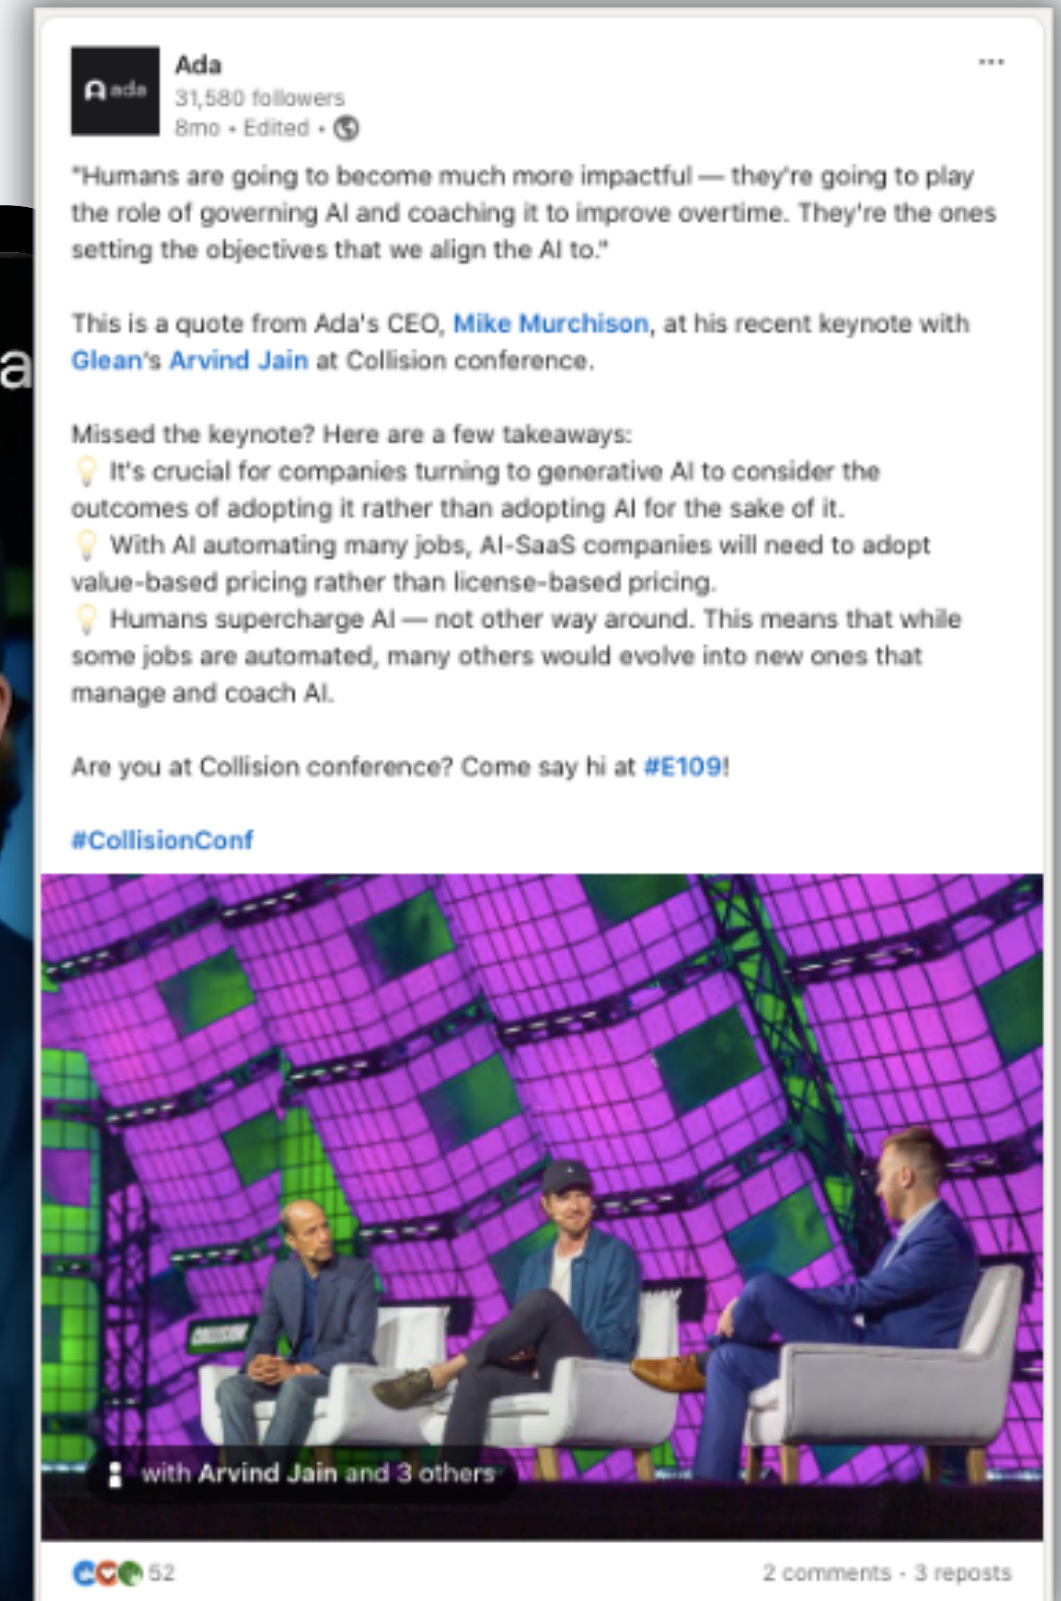 ada
Ada
31,580 followers
8mo • Edited •
"Humans are going to become much more impactful — they're going to play
the role of governing AI and coaching it to improve overtime. They're the ones
setting the objectives that we align the AI to."
This is a quote from Ada's CEO, Mike Murchison, at his recent keynote with
Glean's Arvind Jain at Collision conference.
Missed the keynote? Here are a few takeaways:
💡 It's crucial for companies turning to generative AI to consider the
outcomes of adopting it rather than adopting AI for the sake of it.
💡 With AI automating many jobs, AI-SaaS companies will need to adopt
value-based pricing rather than license-based pricing.
💡 Humans supercharge AI — not other way around. This means that while
some jobs are automated, many others would evolve into new ones that
manage and coach AI.
Are you at Collision conference? Come say hi at #E109!
#CollisionConf
COLLISION
with Arvind Jain and 3 others
52
2 comments · 3 reposts
a